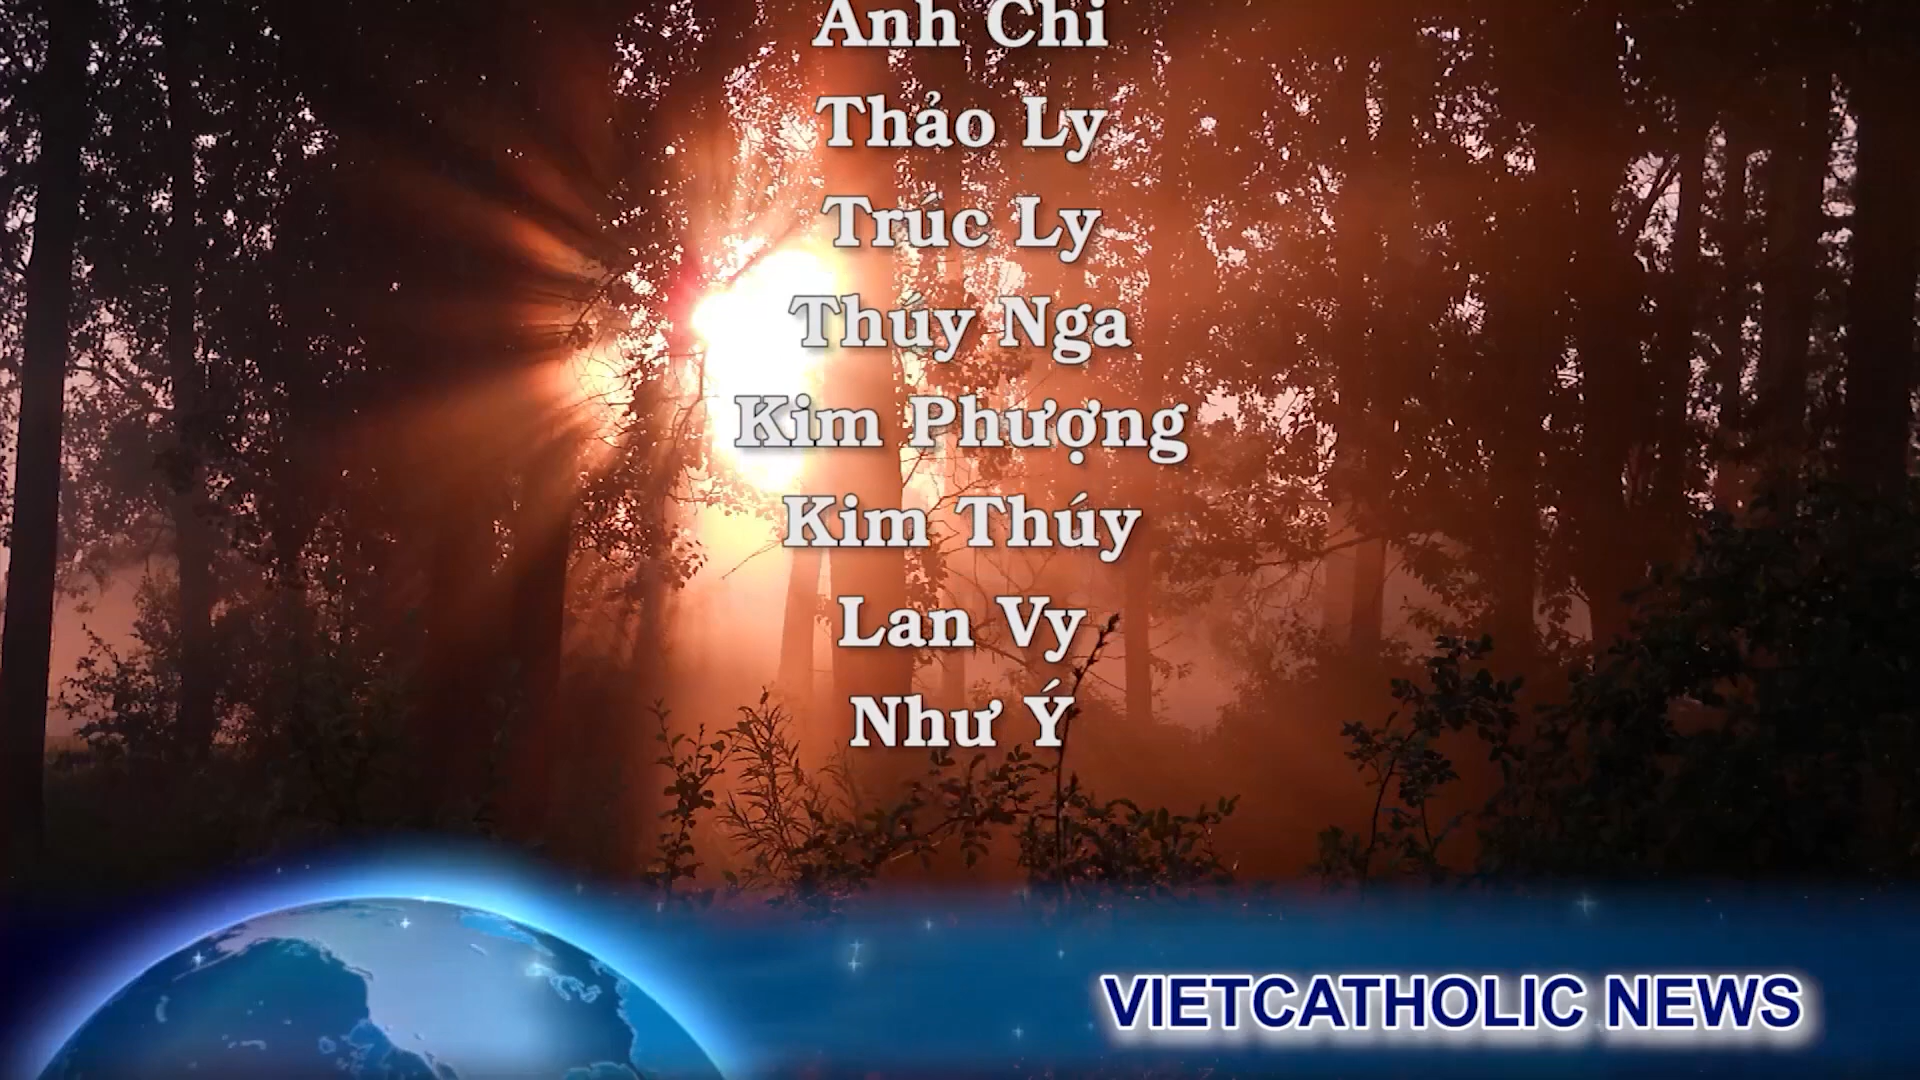 Anh Chi
Thảo Ly
Trúc Ly
Thúy Nga
Kim Phượng
Kim Thúy
Lan Vy
Như Ý
VIETCATHOLIC NEWS